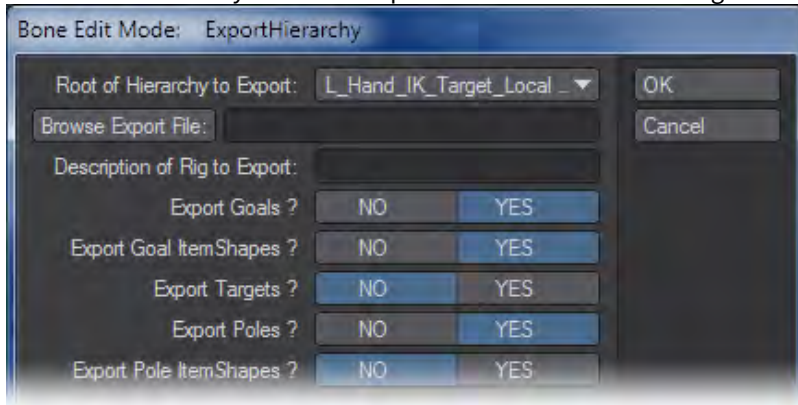 Bone Edit Mode: ExportHierarchy
Root of Hierarchy to Export: L_Hand_IK_Target_Local ... OK
Browse Export File: Cancel
Description of Rig to Export:
Export Goals ? NO YES
Export Goal ItemShapes ? NO YES
Export Targets ? NO YES
Export Poles ? NO YES
Export Pole ItemShapes ? NO YES